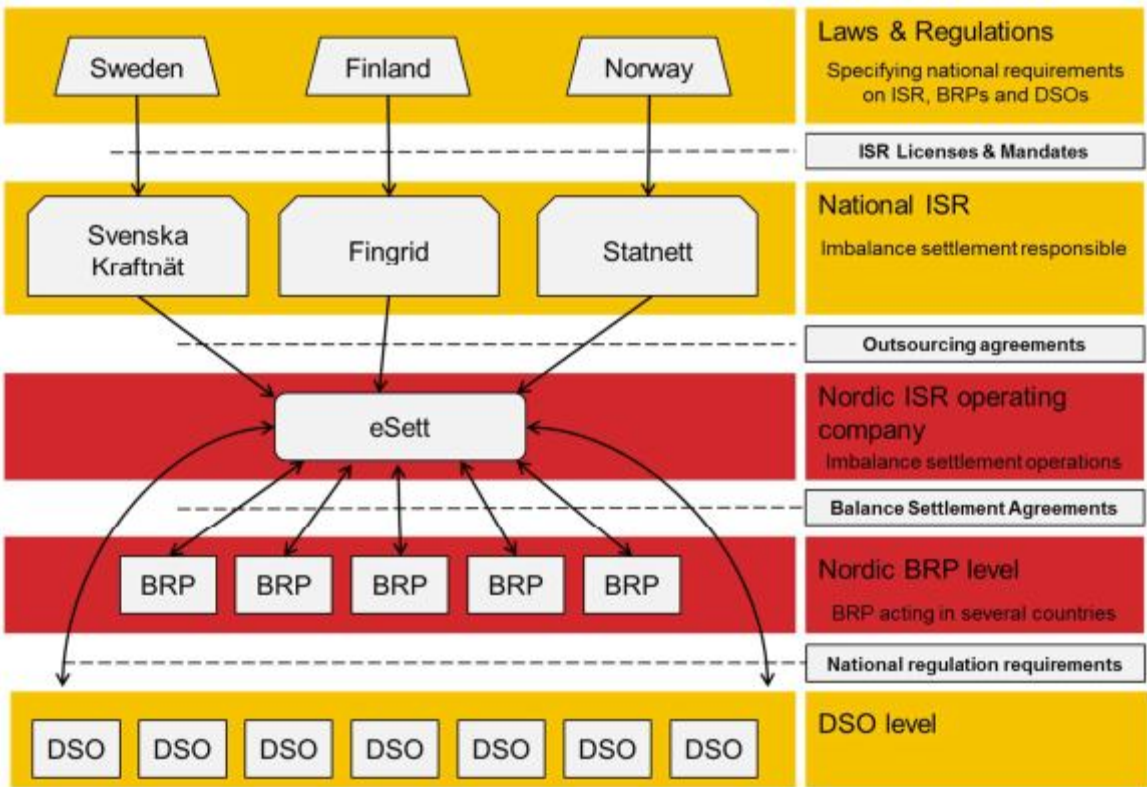 Sweden
Finland
Norway
Laws & Regulations
Specifying national requirements
on ISR, BRPs and DSOs
ISR Licenses & Mandates
Svenska
Kraftnät
Fingrid
Statnett
National ISR
Imbalance settlement responsible
Outsourcing agreements
eSett
Nordic ISR operating
company
Imbalance settlement operations
Balance Settlement Agreements
BRP
BRP
BRP
BRP
BRP
Nordic BRP level
BRP acting in several countries
National regulation requirements
DSO
DSO
DSO
DSO
DSO
DSO
DSO
DSO level